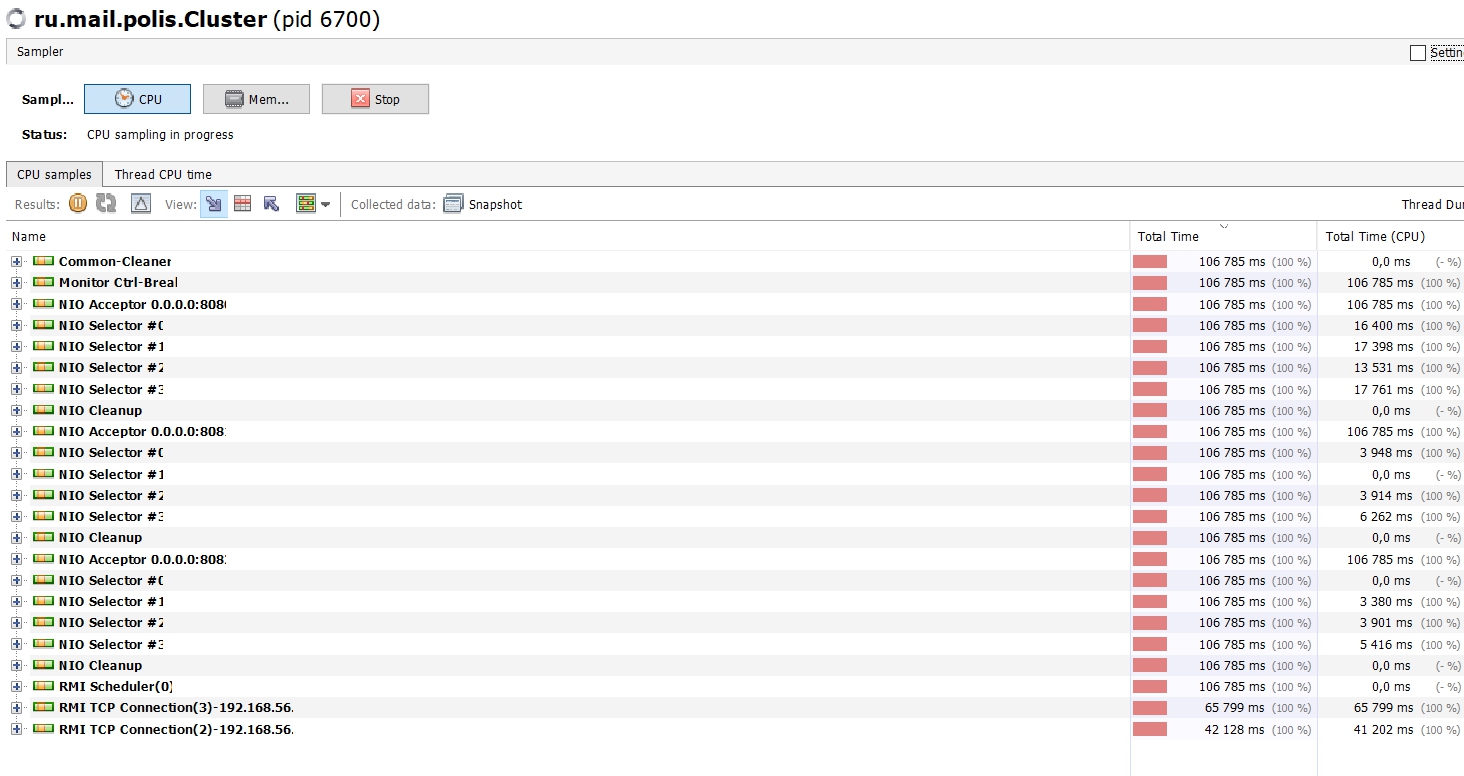 ru.mail.polis.Cluster (pid 6700)
Sampler Settin
Sampl... CPU Mem... Stop
Status: CPU sampling in progress
CPU samples Thread CPU time
Results: View: Collected data: Snapshot Thread Dur
Name Total Time Total Time (CPU)
Common-Cleaner 106 785 ms (100 %) 0,0 ms (- %)
Monitor Ctrl-Break 106 785 ms (100 %) 106 785 ms (100 %)
NIO Acceptor 0.0.0.0:8080 106 785 ms (100 %) 106 785 ms (100 %)
NIO Selector #0 106 785 ms (100 %) 16 400 ms (100 %)
NIO Selector #1 106 785 ms (100 %) 17 398 ms (100 %)
NIO Selector #2 106 785 ms (100 %) 13 531 ms (100 %)
NIO Selector #3 106 785 ms (100 %) 17 761 ms (100 %)
NIO Cleanup 106 785 ms (100 %) 0,0 ms (- %)
NIO Acceptor 0.0.0.0:808 106 785 ms (100 %) 106 785 ms (100 %)
NIO Selector #0 106 785 ms (100 %) 3 948 ms (100 %)
NIO Selector #1 106 785 ms (100 %) 0,0 ms (- %)
NIO Selector #2 106 785 ms (100 %) 3 914 ms (100 %)
NIO Selector #3 106 785 ms (100 %) 6 262 ms (100 %)
NIO Cleanup 106 785 ms (100 %) 0,0 ms (- %)
NIO Acceptor 0.0.0.0:808 106 785 ms (100 %) 106 785 ms (100 %)
NIO Selector #0 106 785 ms (100 %) 0,0 ms (- %)
NIO Selector #1 106 785 ms (100 %) 3 380 ms (100 %)
NIO Selector #2 106 785 ms (100 %) 3 901 ms (100 %)
NIO Selector #3 106 785 ms (100 %) 5 416 ms (100 %)
NIO Cleanup 106 785 ms (100 %) 0,0 ms (- %)
RMI Scheduler(0) 106 785 ms (100 %) 0,0 ms (- %)
RMI TCP Connection(3)-192.168.56. 65 799 ms (100 %) 65 799 ms (100 %)
RMI TCP Connection(2)-192.168.56. 42 128 ms (100 %) 41 202 ms (100 %)